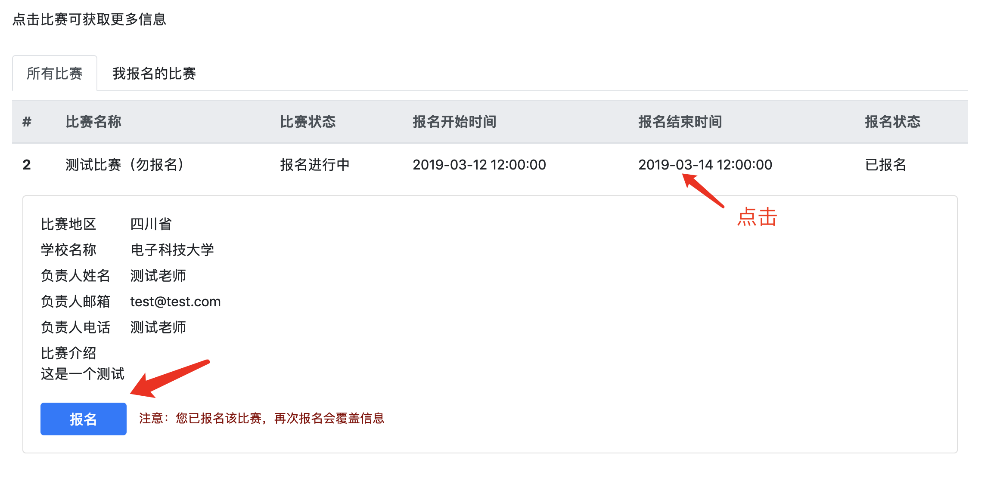 点击比赛可获取更多信息
所有比赛 我报名的比赛
# 比赛名称 比赛状态 报名开始时间 报名结束时间 报名状态
2 测试比赛（勿报名） 报名进行中 2019-03-12 12:00:00 2019-03-14 12:00:00 已报名
点击
比赛地区 四川省
学校名称 电子科技大学
负责人姓名 测试老师
负责人邮箱 test@test.com
负责人电话 测试老师
比赛介绍
这是一个测试
报名 注意：您已报名该比赛，再次报名会覆盖信息